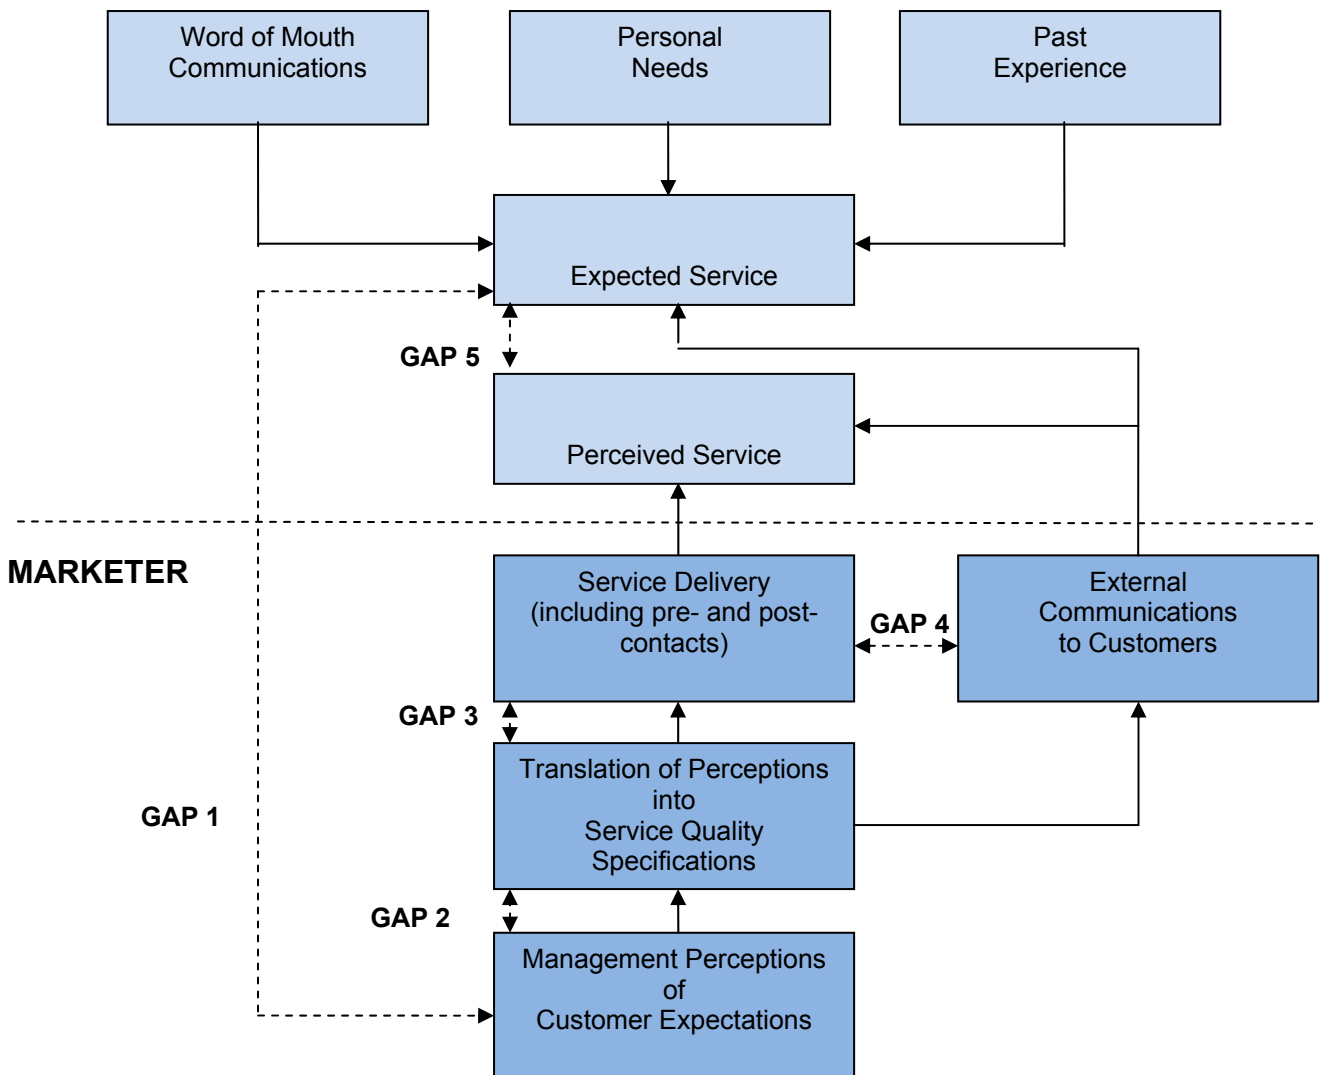 Word of Mouth
Communications
Personal
Needs
Past
Experience
Expected Service
GAP 5
Perceived Service
MARKETER
Service Delivery
(including pre- and post-
contacts)
GAP 4
External
Communications
to Customers
GAP 3
Translation of Perceptions
into
Service Quality
Specifications
GAP 1
GAP 2
Management Perceptions
of
Customer Expectations